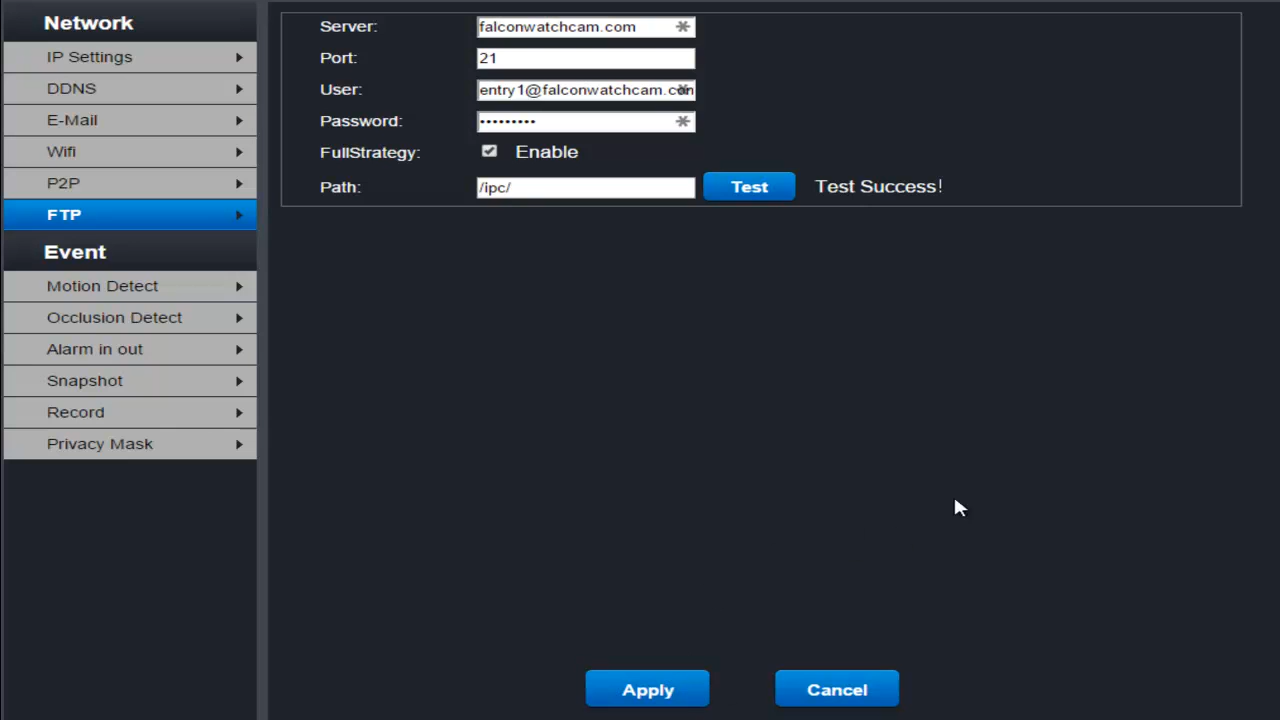 Network
IP Settings
DDNS
E-Mail
Wifi
P2P
FTP
Event
Motion Detect
Occlusion Detect
Alarm in out
Snapshot
Record
Privacy Mask
Server: falconwatchcam.com
Port: 21
User: entry1@falconwatchcam.com
Password: •••••••••
FullStrategy: Enable
Path: /ipc/ Test Test Success!
Apply Cancel